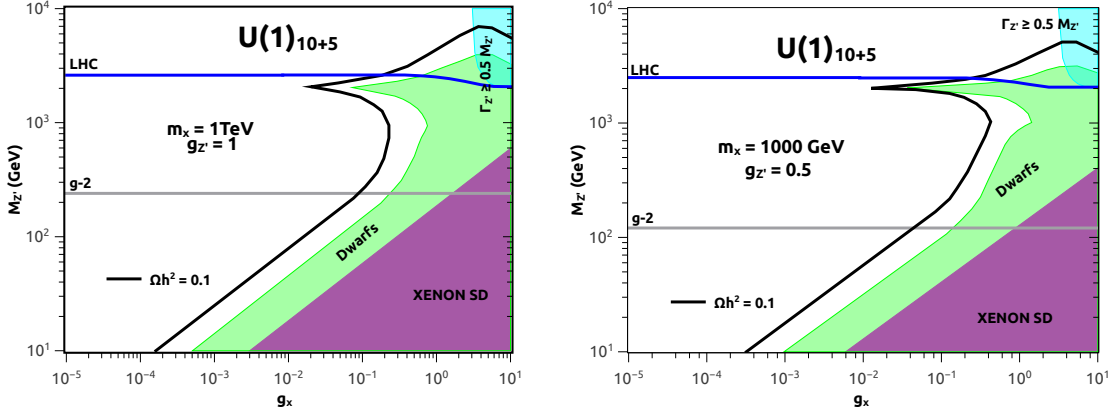 U(1)10+5
LHC
mx = 1TeV
gZ' = 1
g-2
Dwarfs
Ωh² = 0.1
XENON SD
ΓZ' ≥ 0.5 MZ'
10⁴
10³
10²
10¹
MZ' (GeV)
10⁻⁵ 10⁻⁴ 10⁻³ 10⁻² 10⁻¹ 10⁰ 10¹
gx
ΓZ' ≥ 0.5 MZ'
U(1)10+5
LHC
mx = 1000 GeV
gZ' = 0.5
Dwarfs
g-2
Ωh² = 0.1
XENON SD
10⁴
10³
10²
10¹
MZ' (GeV)
10⁻⁵ 10⁻⁴ 10⁻³ 10⁻² 10⁻¹ 10⁰ 10¹
gx